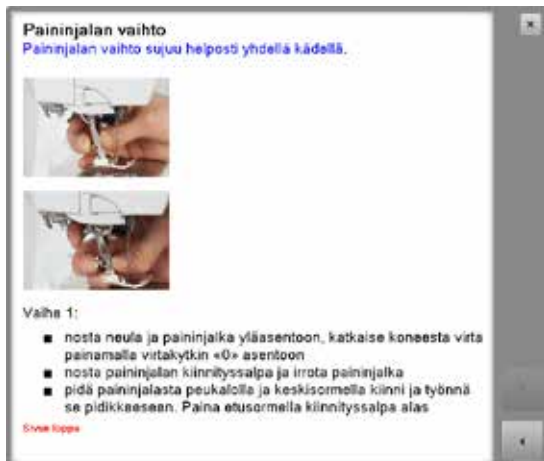 Paininjalan vaihto
Paininjalan vaihto sujuu helposti yhdellä kädellä.
Vaihe 1:
■ nosta neula ja paininjalka yläasentoon, katkaise koneesta virta
painamalla virtakytkin «0» asentoon
■ nosta paininjalan kiinnityssalpa ja irrota paininjalka
■ pidä paininjalasta peukalolla ja keskisormella kiinni ja työnnä
se pidikkeeseen. Paina etusormella kiinnityssalpa alas
Sivun loppu